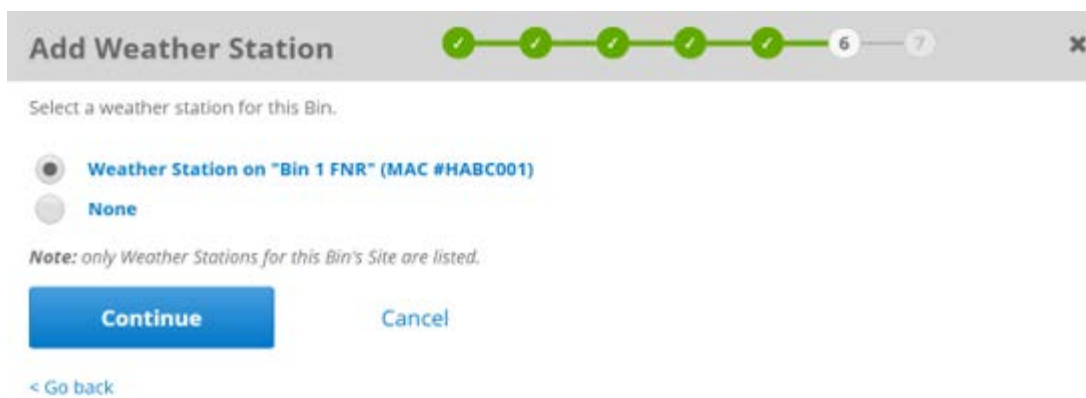 Add Weather Station
6
7
Select a weather station for this Bin.
Weather Station on "Bin 1 FNR" (MAC #HABC001)
None
Note: only Weather Stations for this Bin's Site are listed.
Continue
Cancel
< Go back